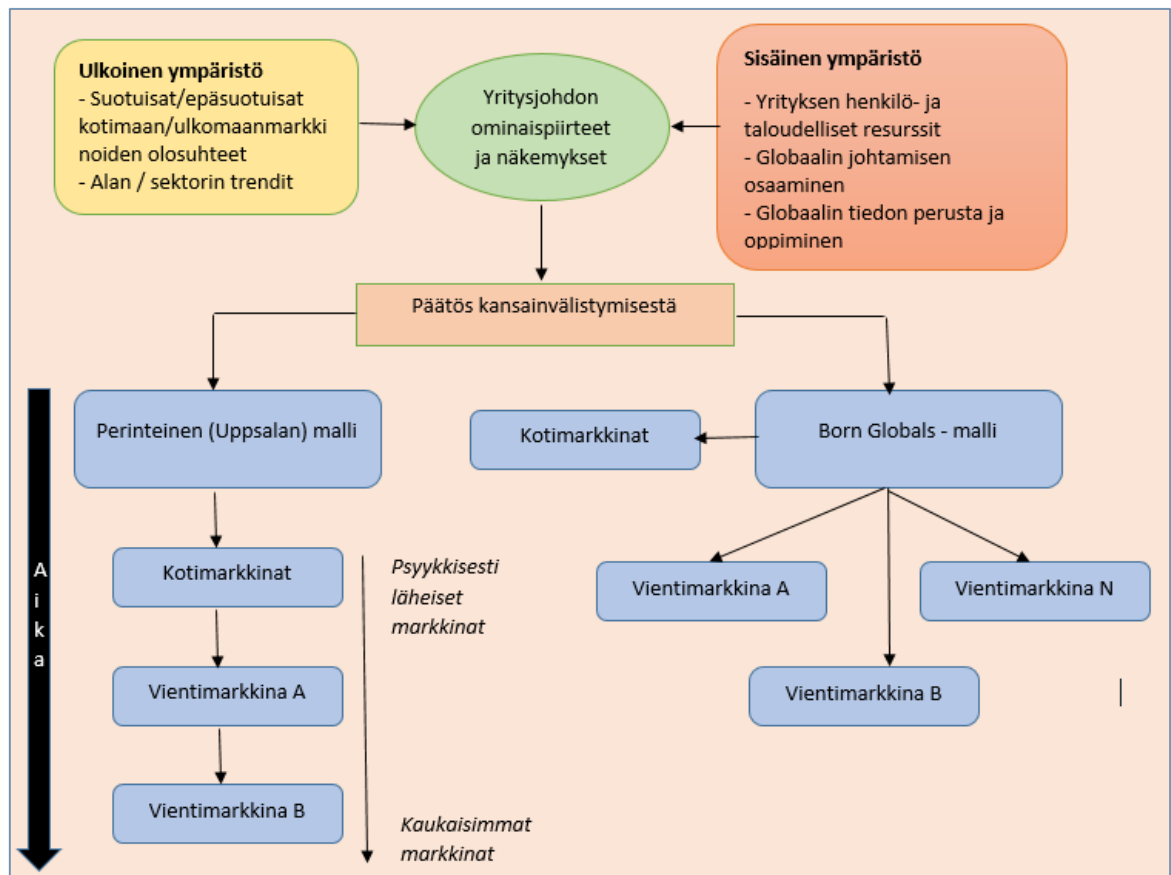 Ulkoinen ympäristö
- Suotuisat/epäsuotuisat
kotimaan/ulkomaanmarkki
noiden olosuhteet
- Alan / sektorin trendit
Yritysjohdon
ominaispiirteet
ja näkemykset
Sisäinen ympäristö
- Yrityksen henkilö- ja
taloudelliset resurssit
- Globaalin johtamisen
osaaminen
- Globaalin tiedon perusta ja
oppiminen
Päätös kansainvälistymisestä
Perinteinen (Uppsalan) malli
Kotimarkkinat
Born Globals - malli
Aika
Kotimarkkinat
Psyykkisesti
läheiset
markkinat
Vientimarkkina A
Vientimarkkina N
Vientimarkkina A
Vientimarkkina B
Vientimarkkina B
Kaukaisimmat
markkinat